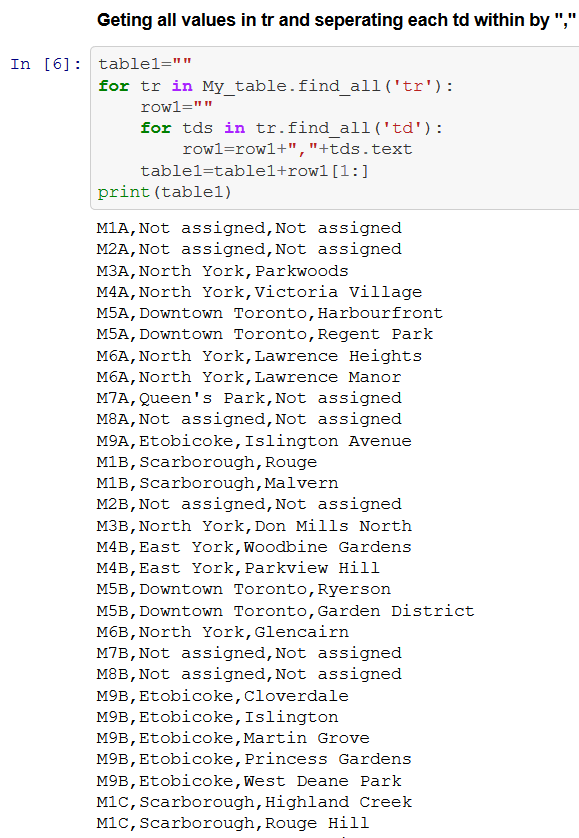 Geting all values in tr and seperating each td within by ","
In [6]: table1=""
for tr in My_table.find_all('tr'):
    row1=""
    for tds in tr.find_all('td'):
        row1=row1+","+tds.text
    table1=table1+row1[1:]
print(table1)
M1A,Not assigned,Not assigned
M2A,Not assigned,Not assigned
M3A,North York,Parkwoods
M4A,North York,Victoria Village
M5A,Downtown Toronto,Harbourfront
M5A,Downtown Toronto,Regent Park
M6A,North York,Lawrence Heights
M6A,North York,Lawrence Manor
M7A,Queen's Park,Not assigned
M8A,Not assigned,Not assigned
M9A,Etobicoke,Islington Avenue
M1B,Scarborough,Rouge
M1B,Scarborough,Malvern
M2B,Not assigned,Not assigned
M3B,North York,Don Mills North
M4B,East York,Woodbine Gardens
M4B,East York,Parkview Hill
M5B,Downtown Toronto,Ryerson
M5B,Downtown Toronto,Garden District
M6B,North York,Glencairn
M7B,Not assigned,Not assigned
M8B,Not assigned,Not assigned
M9B,Etobicoke,Cloverdale
M9B,Etobicoke,Islington
M9B,Etobicoke,Martin Grove
M9B,Etobicoke,Princess Gardens
M9B,Etobicoke,West Deane Park
M1C,Scarborough,Highland Creek
M1C,Scarborough,Rouge Hill